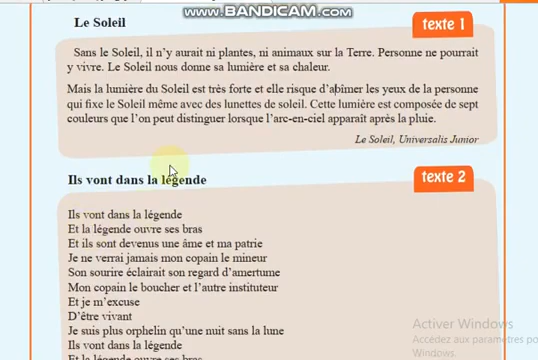 www.BANDICAM.com
Le Soleil
texte 1
Sans le Soleil, il n'y aurait ni plantes, ni animaux sur la Terre. Personne ne pourrait
y vivre. Le Soleil nous donne sa lumière et sa chaleur.
Mais la lumière du Soleil est très forte et elle risque d'abîmer les yeux de la personne
qui fixe le Soleil même avec des lunettes de soleil. Cette lumière est composée de sept
couleurs que l'on peut distinguer lorsque l'arc-en-ciel apparaît après la pluie.
Le Soleil, Universalis Junior
texte 2
Ils vont dans la légende
Ils vont dans la légende
Et la légende ouvre ses bras
Et ils sont devenus une âme et ma patrie
Je ne verrai jamais mon copain le mineur
Son sourire éclairait son regard d'amertume
Mon copain le boucher et l'autre instituteur
Et je m'excuse
D'être vivant
Je suis plus orphelin qu'une nuit sans la lune
Ils vont dans la légende
Et la légende ouvre ses bras
Activer Windows
Accédez aux paramètres po
Windows.